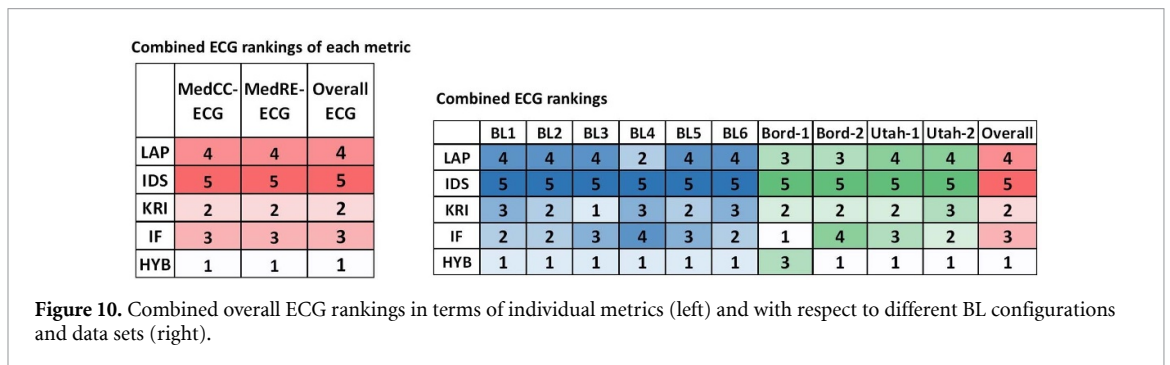 Combined ECG rankings of each metric
MedCC-ECG MedRE-ECG Overall ECG
LAP 4 4 4
IDS 5 5 5
KRI 2 2 2
IF 3 3 3
HYB 1 1 1
Combined ECG rankings
BL1 BL2 BL3 BL4 BL5 BL6 Bord-1 Bord-2 Utah-1 Utah-2 Overall
LAP 4 4 4 2 4 4 3 3 4 4 4
IDS 5 5 5 5 5 5 5 5 5 5 5
KRI 3 2 1 3 2 3 2 2 2 3 2
IF 2 2 3 4 3 2 1 4 3 2 3
HYB 1 1 1 1 1 1 3 1 1 1 1
Figure 10. Combined overall ECG rankings in terms of individual metrics (left) and with respect to different BL configurations
and data sets (right).